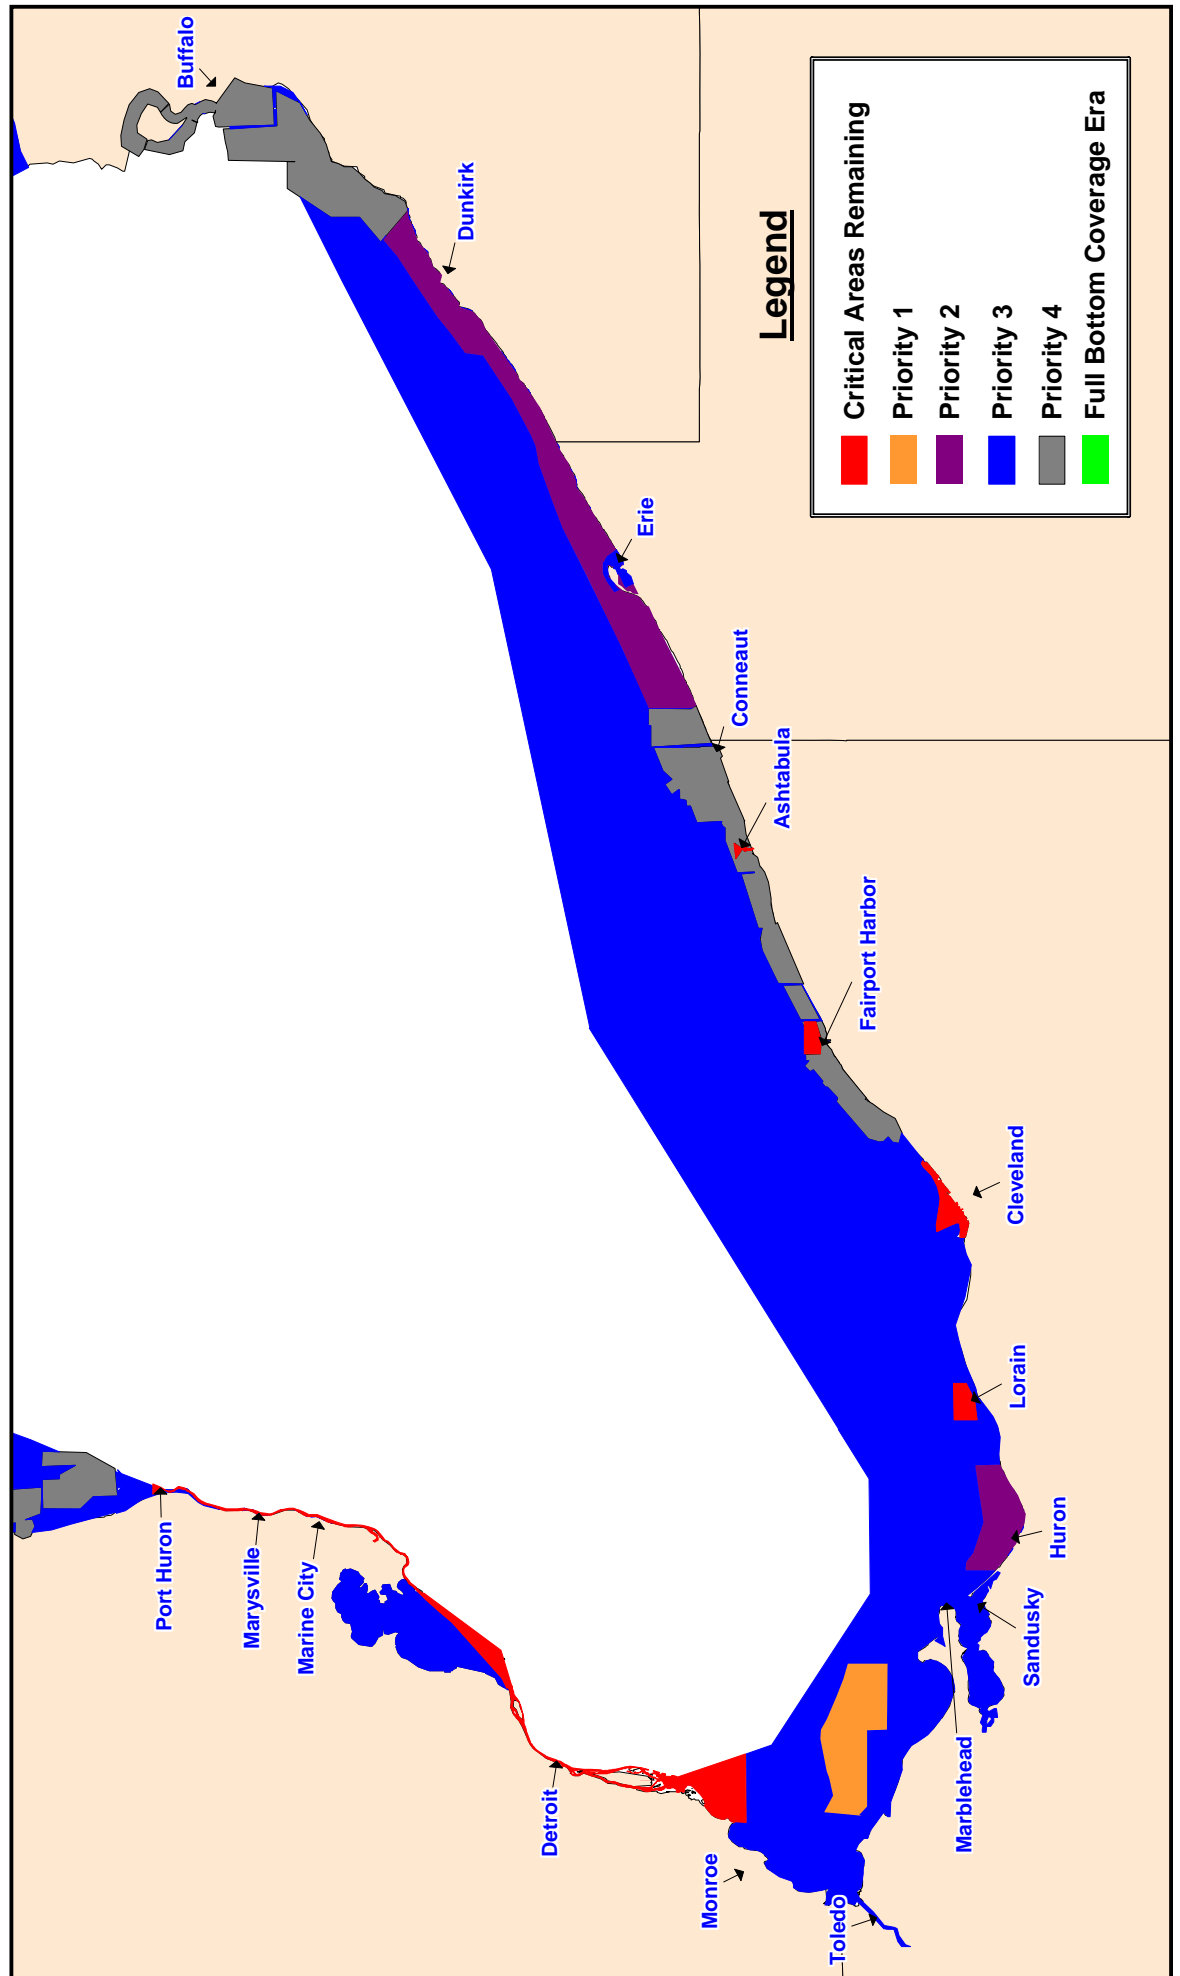 Buffalo
Dunkirk
Erie
Conneaut
Ashtabula
Fairport Harbor
Cleveland
Lorain
Huron
Sandusky
Marblehead
Toledo
Monroe
Detroit
Marine City
Marysville
Port Huron
Legend
Critical Areas Remaining
Priority 1
Priority 2
Priority 3
Priority 4
Full Bottom Coverage Era